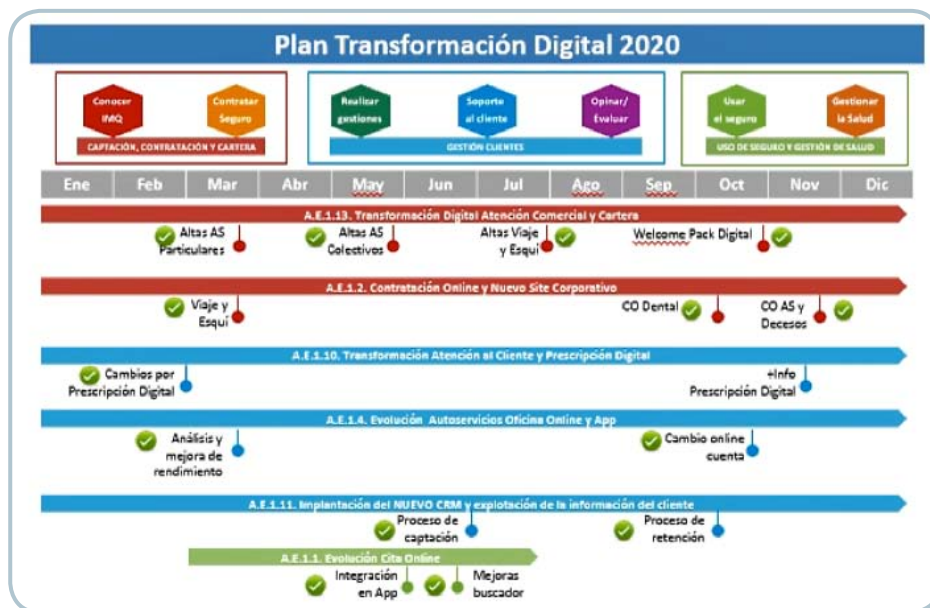 Plan Transformación Digital 2020
Conocer
IMQ
Contratar
Seguro
CAPTACIÓN, CONTRATACIÓN Y CARTERA
Realizar
gestiones
Soporte
al cliente
Opinar/
Evaluar
GESTIÓN CLIENTES
Usar
el seguro
Gestionar
la Salud
USO DE SEGURO Y GESTIÓN DE SALUD
Ene Feb Mar Abr May Jun Jul Ago Sep Oct Nov Dic
A.E.1.13. Transformación Digital Atención Comercial y Cartera
Altas AS
Particulares
Altas AS
Colectivos
Altas Viaje
y Esquí
Welcome Pack Digital
A.E.1.2. Contratación Online y Nuevo Site Corporativo
Viaje y
Esquí
CO Dental
CO AS y
Decesos
A.E.1.10. Transformación Atención al Cliente y Prescripción Digital
Cambios por
Prescripción Digital
+Info
Prescripción Digital
A.E.1.4. Evolución Autoservicios Oficina Online y App
Análisis y
mejora de
rendimiento
Cambio online
cuenta
A.E.1.11. Implantación del NUEVO CRM y explotación de la información del cliente
Proceso de
captación
Proceso de
retención
A.E.1.1. Evolución Cita Online
Integración
en App
Mejoras
buscador